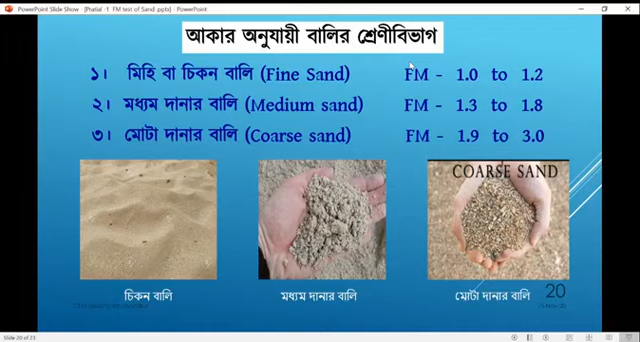 PowerPoint Slide Show - [Pratial -1 FM test of Sand .pptx] - PowerPoint
আকার অনুযায়ী বালির শ্রেণীবিভাগ
১। মিহি বা চিকন বালি (Fine Sand) FM - 1.0 to 1.2
২। মধ্যম দানার বালি (Medium sand) FM - 1.3 to 1.8
৩। মোটা দানার বালি (Coarse sand) FM - 1.9 to 3.0
COARSE SAND
চিকন বালি
মধ্যম দানার বালি
মোটা দানার বালি
20
Slide 20 of 23